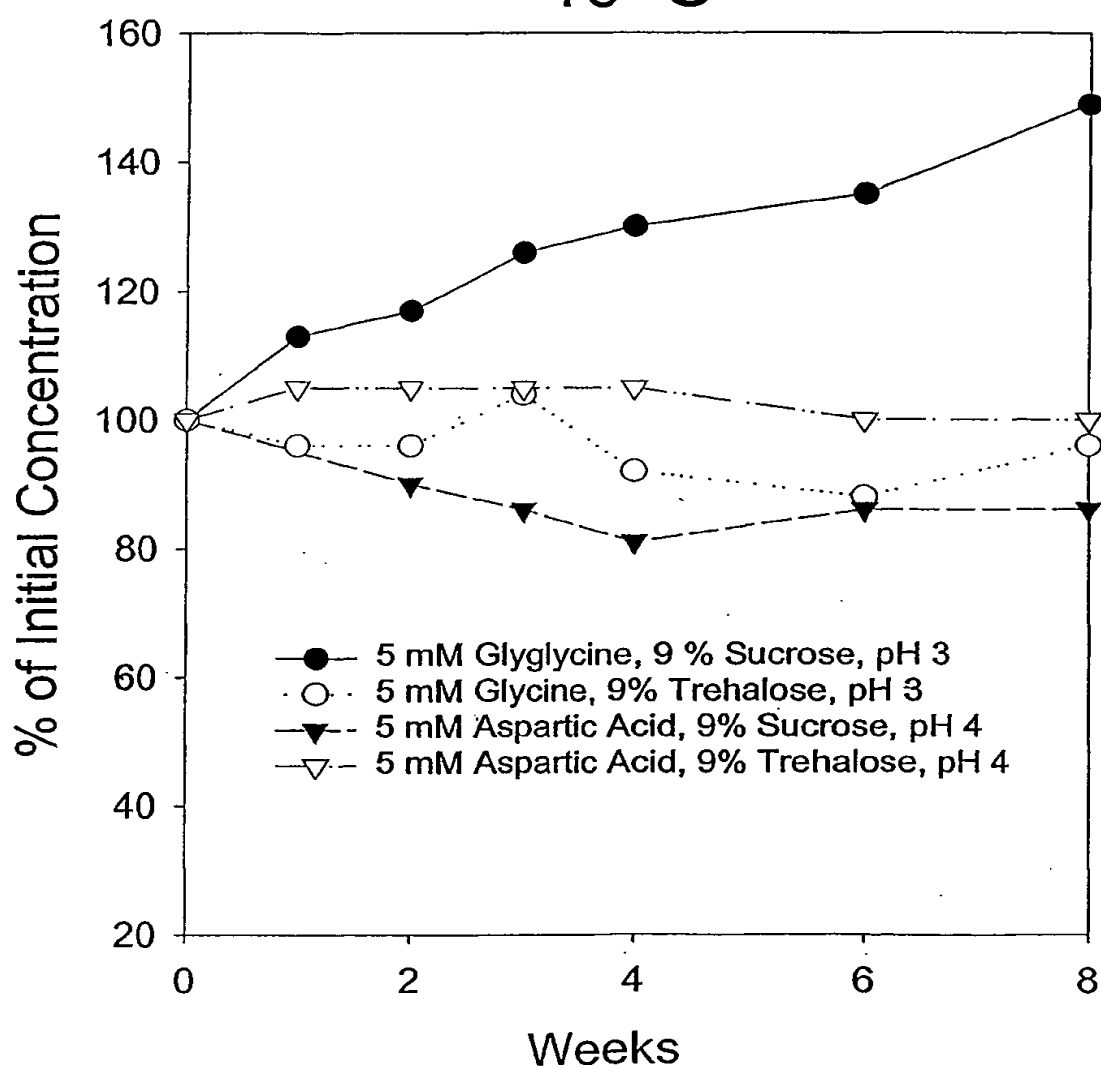 160
140
120
100
80
60
40
20
0 2 4 6 8
% of Initial Concentration
Weeks
5 mM Glyglycine, 9 % Sucrose, pH 3
5 mM Glycine, 9% Trehalose, pH 3
5 mM Aspartic Acid, 9% Sucrose, pH 4
5 mM Aspartic Acid, 9% Trehalose, pH 4